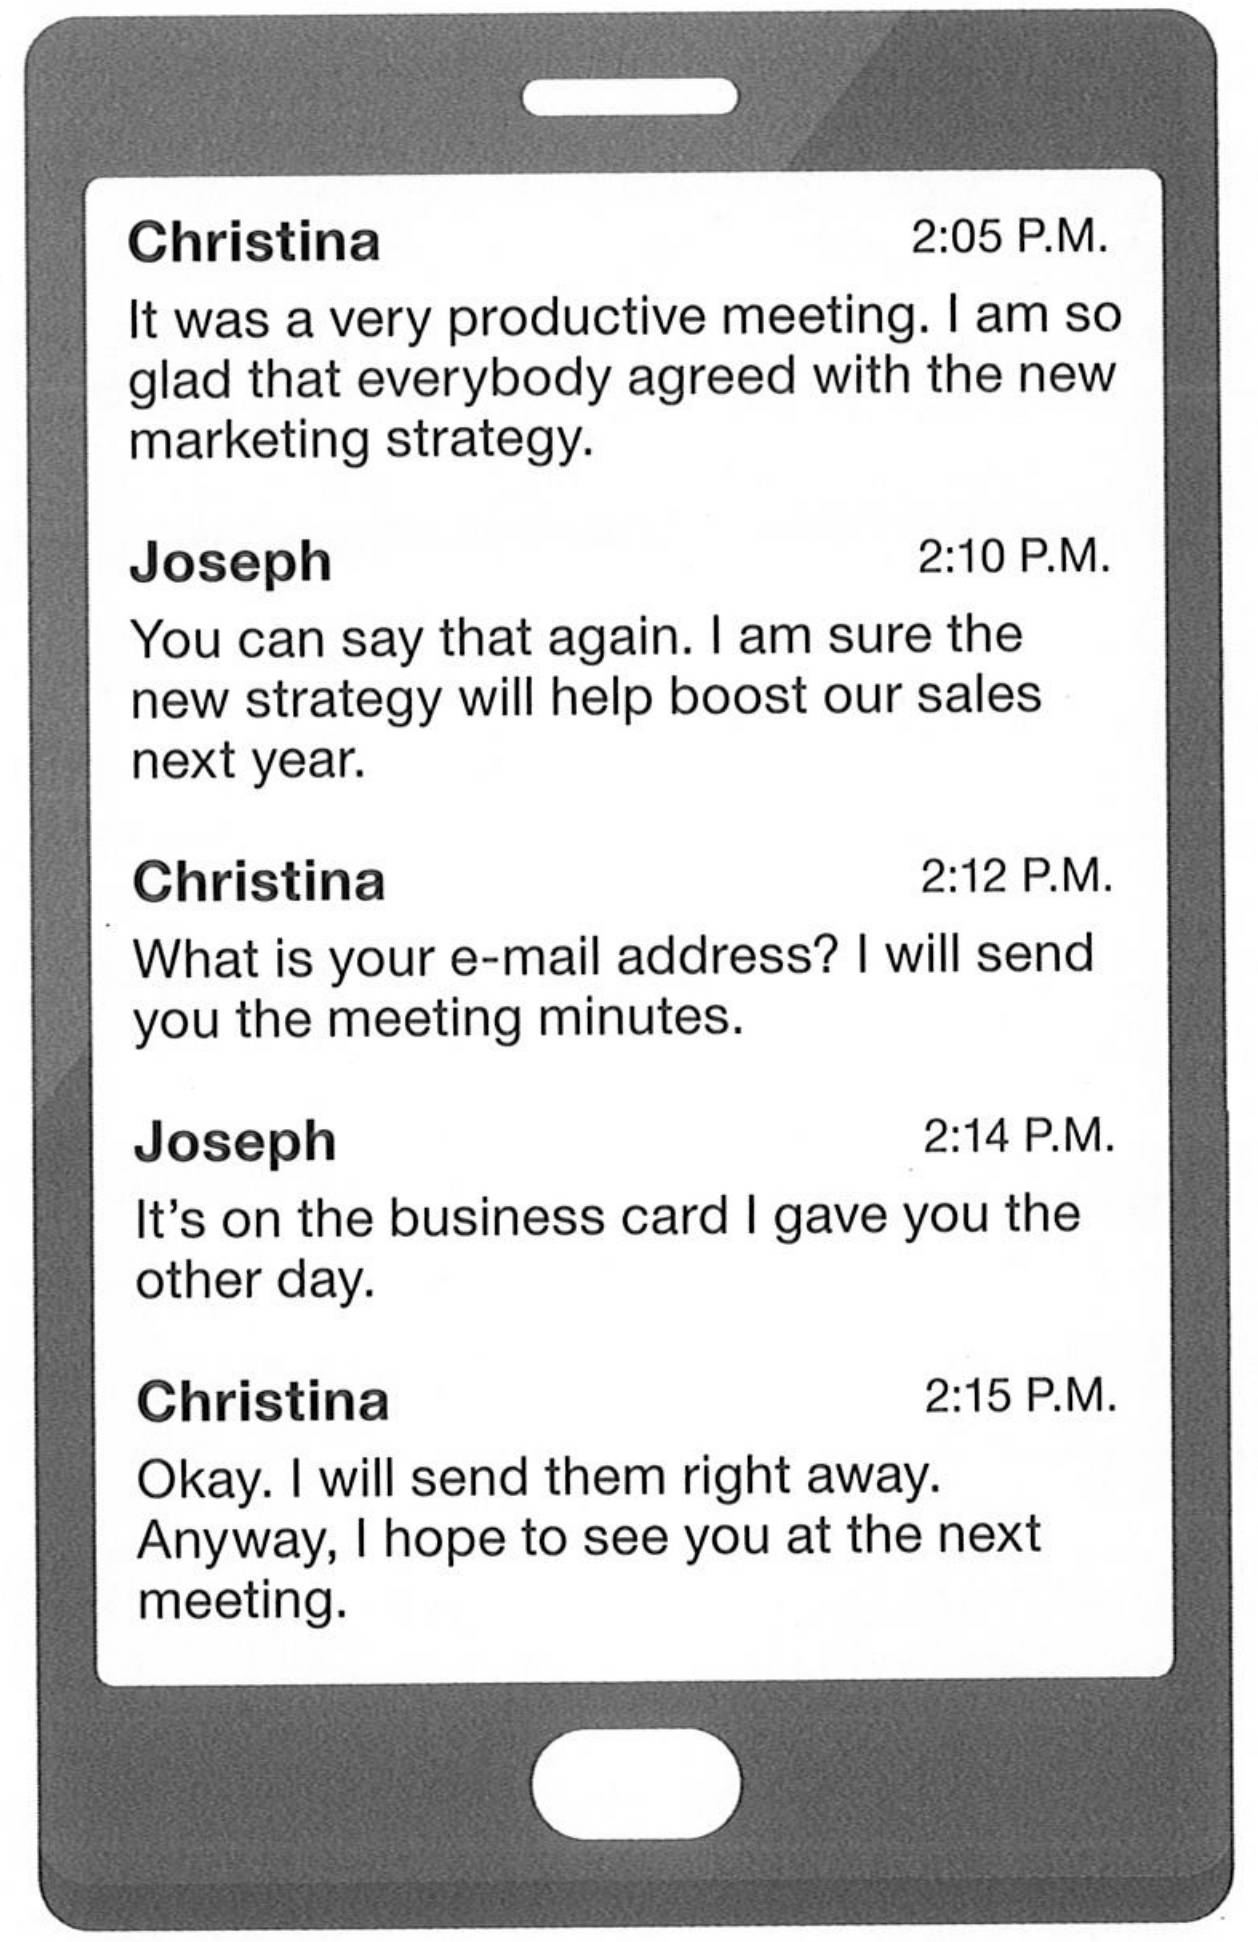 Christina 2:05 P.M.
It was a very productive meeting. I am so
glad that everybody agreed with the new
marketing strategy.
Joseph 2:10 P.M.
You can say that again. I am sure the
new strategy will help boost our sales
next year.
Christina 2:12 P.M.
What is your e-mail address? I will send
you the meeting minutes.
Joseph 2:14 P.M.
It's on the business card I gave you the
other day.
Christina 2:15 P.M.
Okay. I will send them right away.
Anyway, I hope to see you at the next
meeting.